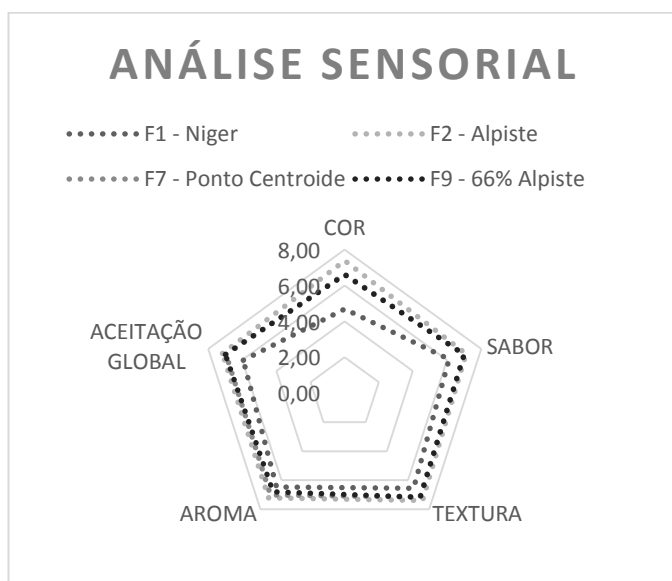 ANÁLISE SENSORIAL
F1 - Niger
F2 - Alpiste
F7 - Ponto Centroide
F9 - 66% Alpiste
COR
8,00
6,00
4,00
2,00
0,00
SABOR
TEXTURA
AROMA
ACEITAÇÃO
GLOBAL